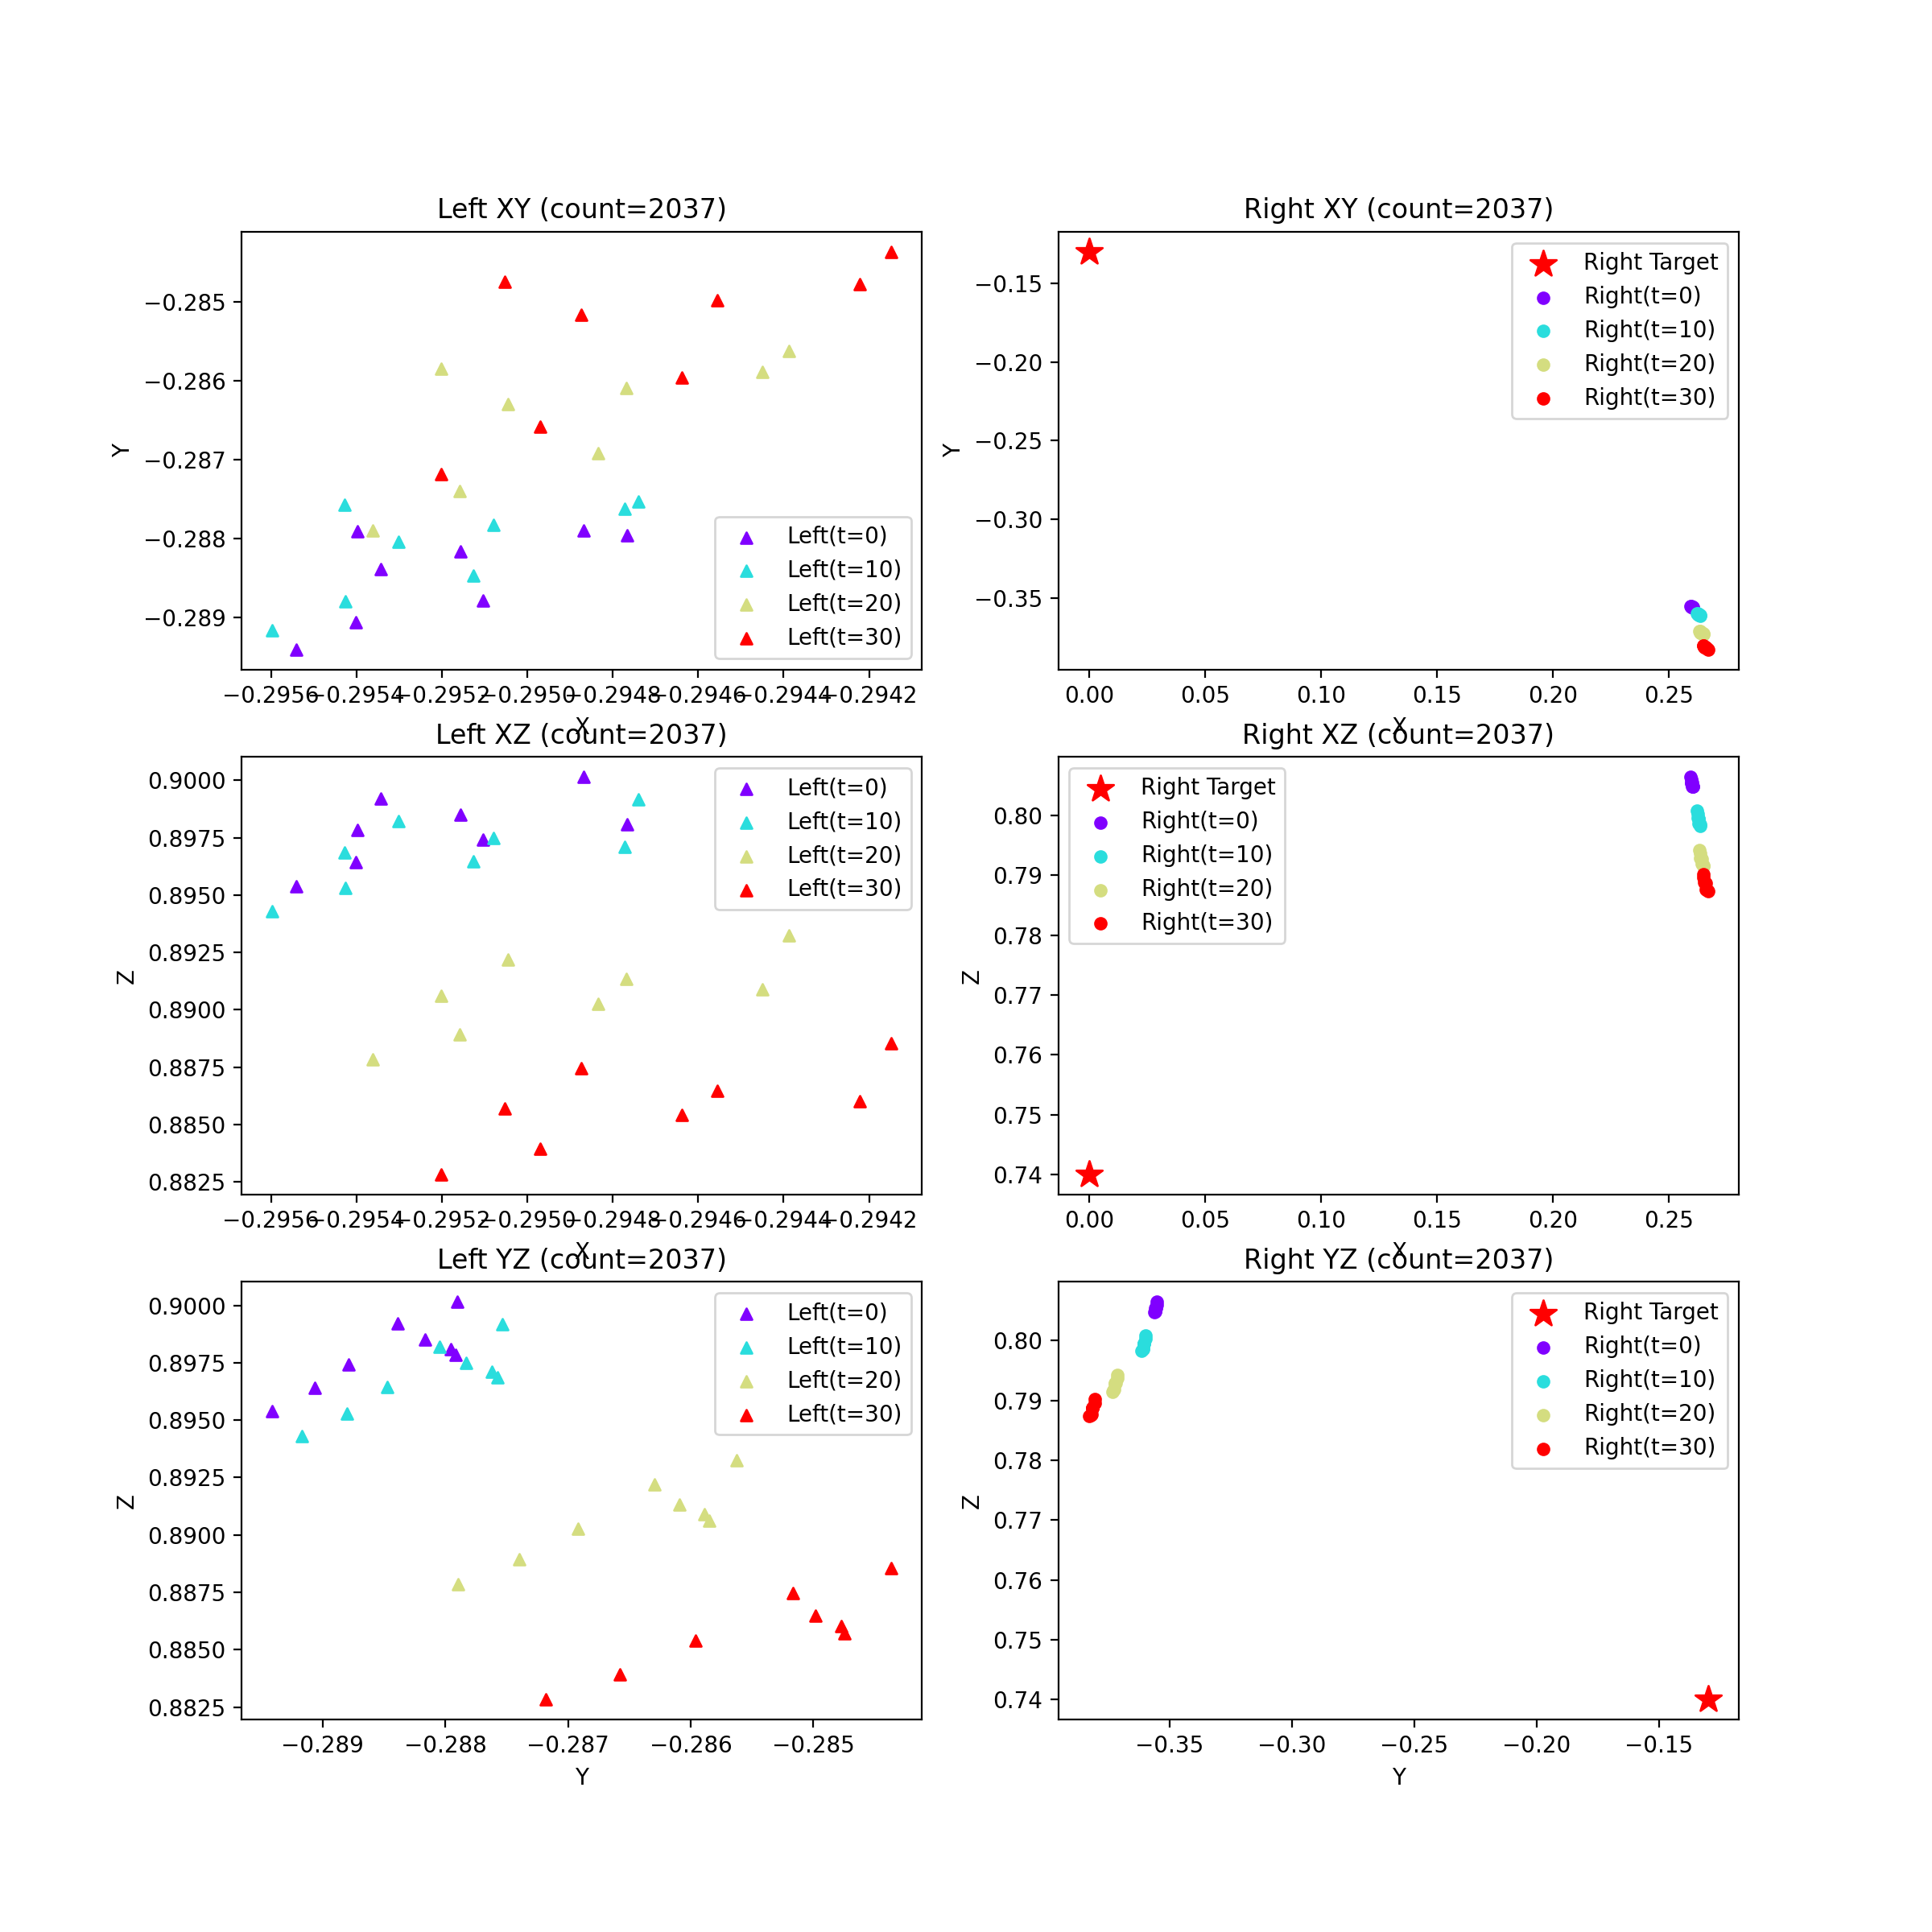 Left XY (count=2037)
Y
−0.285
−0.286
−0.287
−0.288
−0.289
Left(t=0)
Left(t=10)
Left(t=20)
Left(t=30)
−0.2956 −0.2954 −0.2952 −0.2950 −0.2948 −0.2946 −0.2944 −0.2942
X
Right XY (count=2037)
Y
−0.15
−0.20
−0.25
−0.30
−0.35
Right Target
Right(t=0)
Right(t=10)
Right(t=20)
Right(t=30)
0.00 0.05 0.10 0.15 0.20 0.25
X
Left XZ (count=2037)
Z
0.9000
0.8975
0.8950
0.8925
0.8900
0.8875
0.8850
0.8825
Left(t=0)
Left(t=10)
Left(t=20)
Left(t=30)
−0.2956 −0.2954 −0.2952 −0.2950 −0.2948 −0.2946 −0.2944 −0.2942
X
Right XZ (count=2037)
Z
0.80
0.79
0.78
0.77
0.76
0.75
0.74
Right Target
Right(t=0)
Right(t=10)
Right(t=20)
Right(t=30)
0.00 0.05 0.10 0.15 0.20 0.25
X
Left YZ (count=2037)
Z
0.9000
0.8975
0.8950
0.8925
0.8900
0.8875
0.8850
0.8825
Left(t=0)
Left(t=10)
Left(t=20)
Left(t=30)
−0.289 −0.288 −0.287 −0.286 −0.285
Y
Right YZ (count=2037)
Z
0.80
0.79
0.78
0.77
0.76
0.75
0.74
Right Target
Right(t=0)
Right(t=10)
Right(t=20)
Right(t=30)
−0.35 −0.30 −0.25 −0.20 −0.15
Y